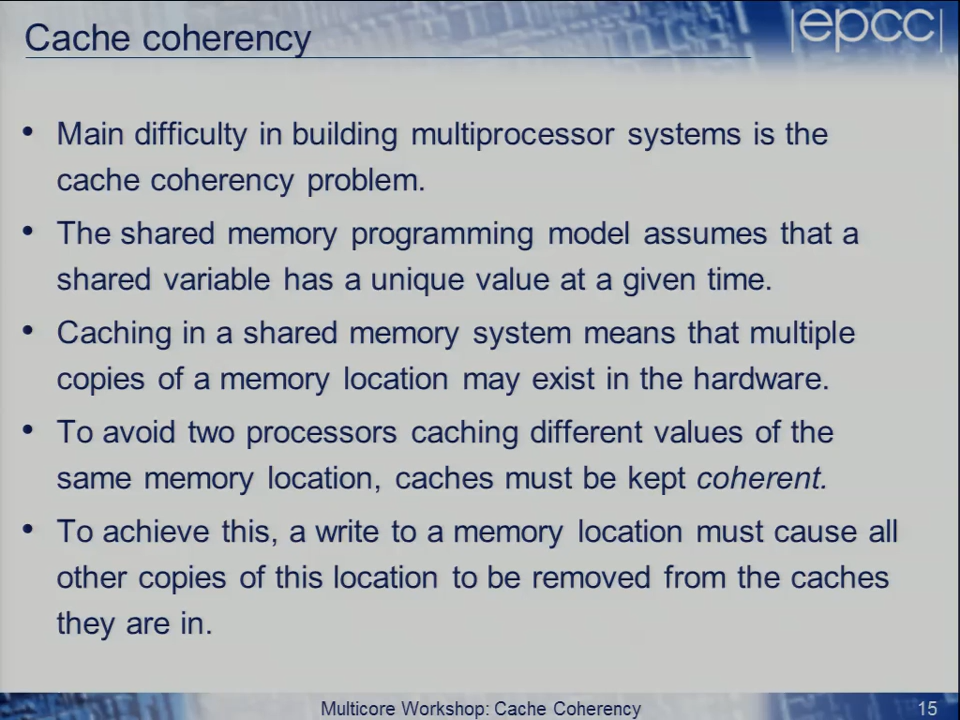 Cache coherency
|epcc|
• Main difficulty in building multiprocessor systems is the
cache coherency problem.
• The shared memory programming model assumes that a
shared variable has a unique value at a given time.
• Caching in a shared memory system means that multiple
copies of a memory location may exist in the hardware.
• To avoid two processors caching different values of the
same memory location, caches must be kept coherent.
• To achieve this, a write to a memory location must cause all
other copies of this location to be removed from the caches
they are in.
Multicore Workshop: Cache Coherency
15